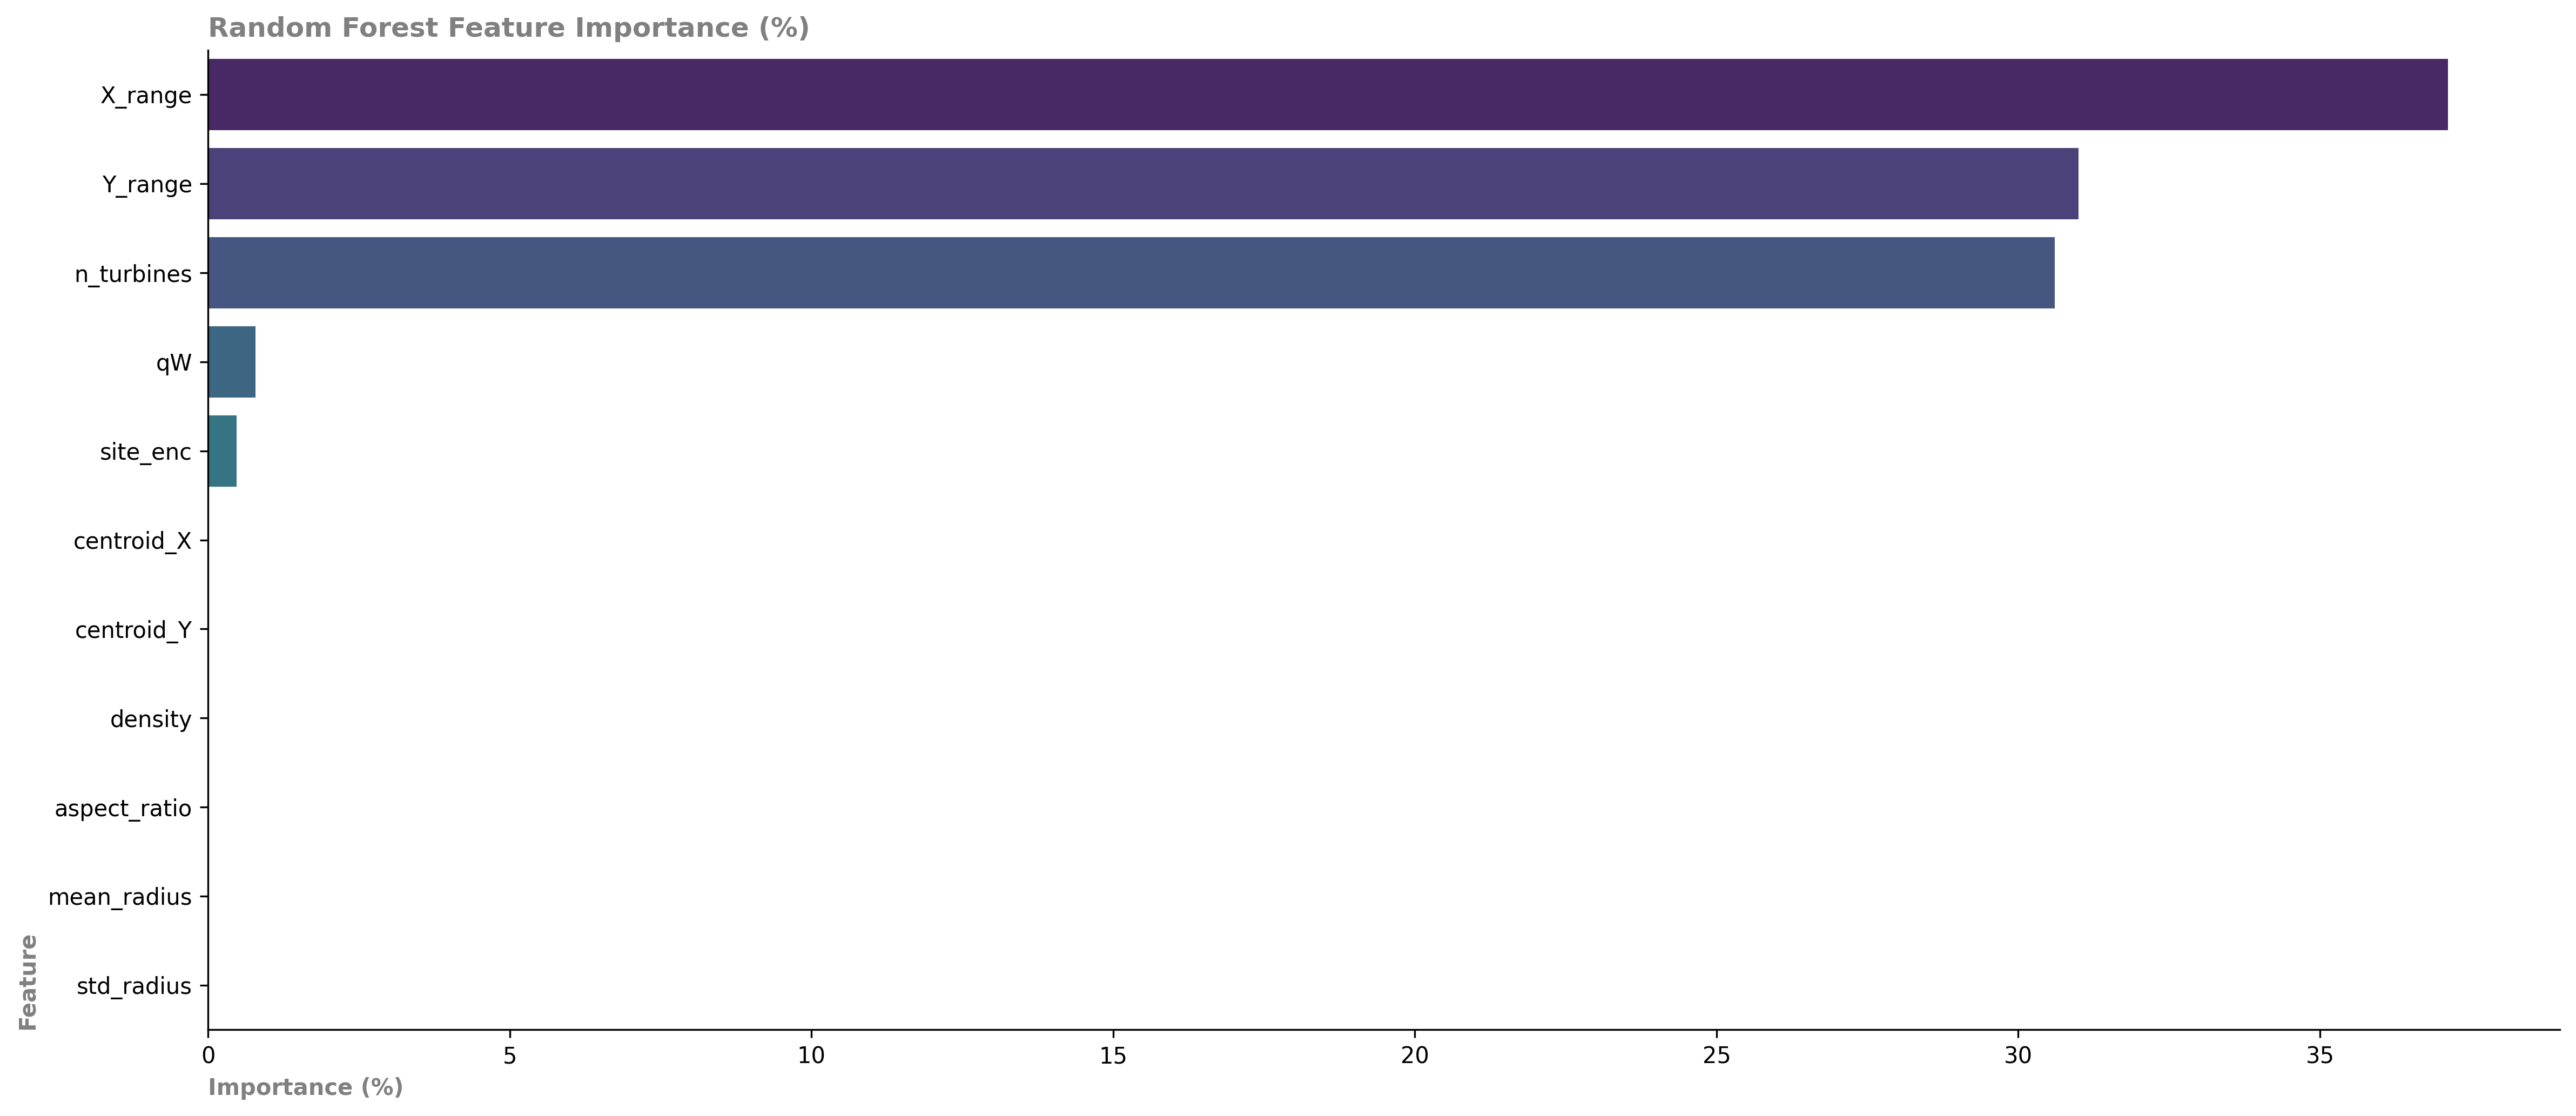 Random Forest Feature Importance (%)
X_range
Y_range
n_turbines
qW
site_enc
centroid_X
centroid_Y
density
aspect_ratio
mean_radius
std_radius
Feature
0 5 10 15 20 25 30 35
Importance (%)